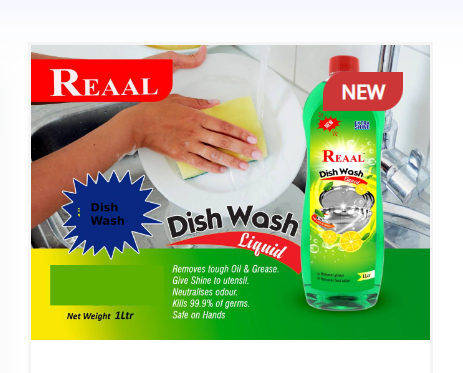 REAAL
NEW
REAAL
Dish Wash
Liquid
Dish
Wash
Dish Wash
Liquid
Removes tough Oil & Grease.
Give Shine to utensil.
Neutralises odour.
Kills 99.9% of germs.
Safe on Hands
Net Weight 1Ltr